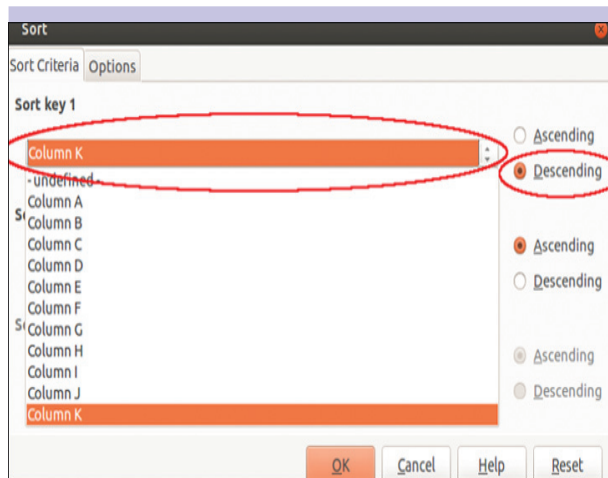 Sort
Sort Criteria Options
Sort key 1
Column K
Ascending
- undefined -
Descending
Column A
Column B
Column C
Ascending
Column D
Column E
Descending
Column F
Column G
Column H
Ascending
Column I
Column J
Descending
Column K
OK Cancel Help Reset